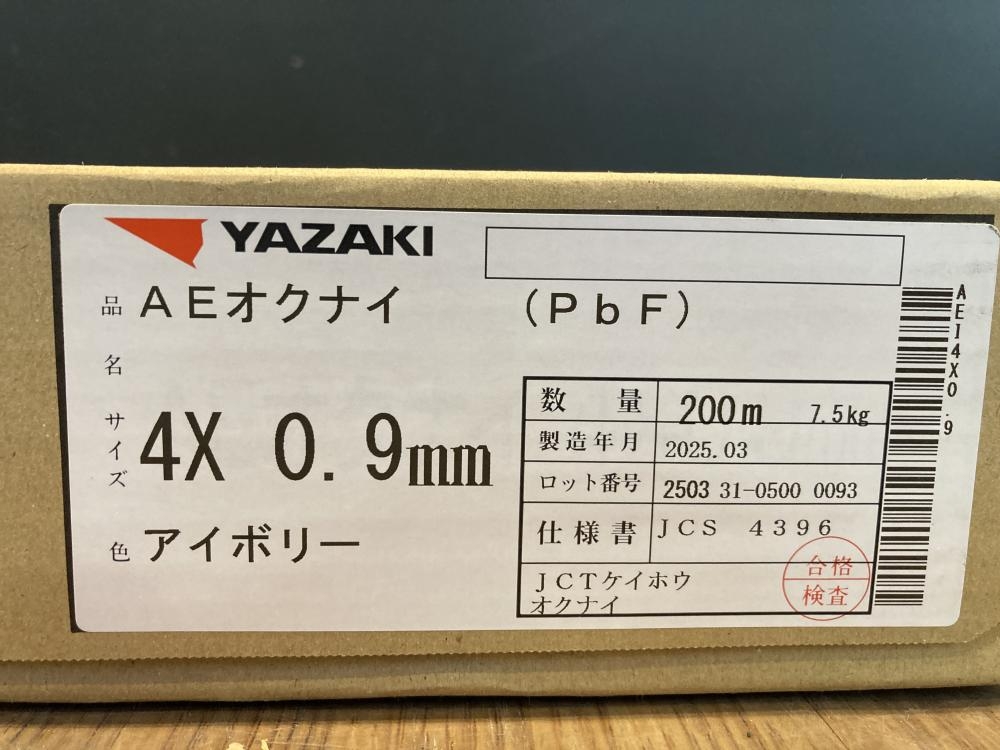 YAZAKI
品名 AEオクナイ (PbF)
サイズ 4X 0.9mm
色 アイボリー
数量 200m 7.5kg
製造年月 2025.03
ロット番号 2503 31-0500 0093
仕様書 JCS 4396
JCTケイホウ
オクナイ
合格
検査
AEI4X0.9